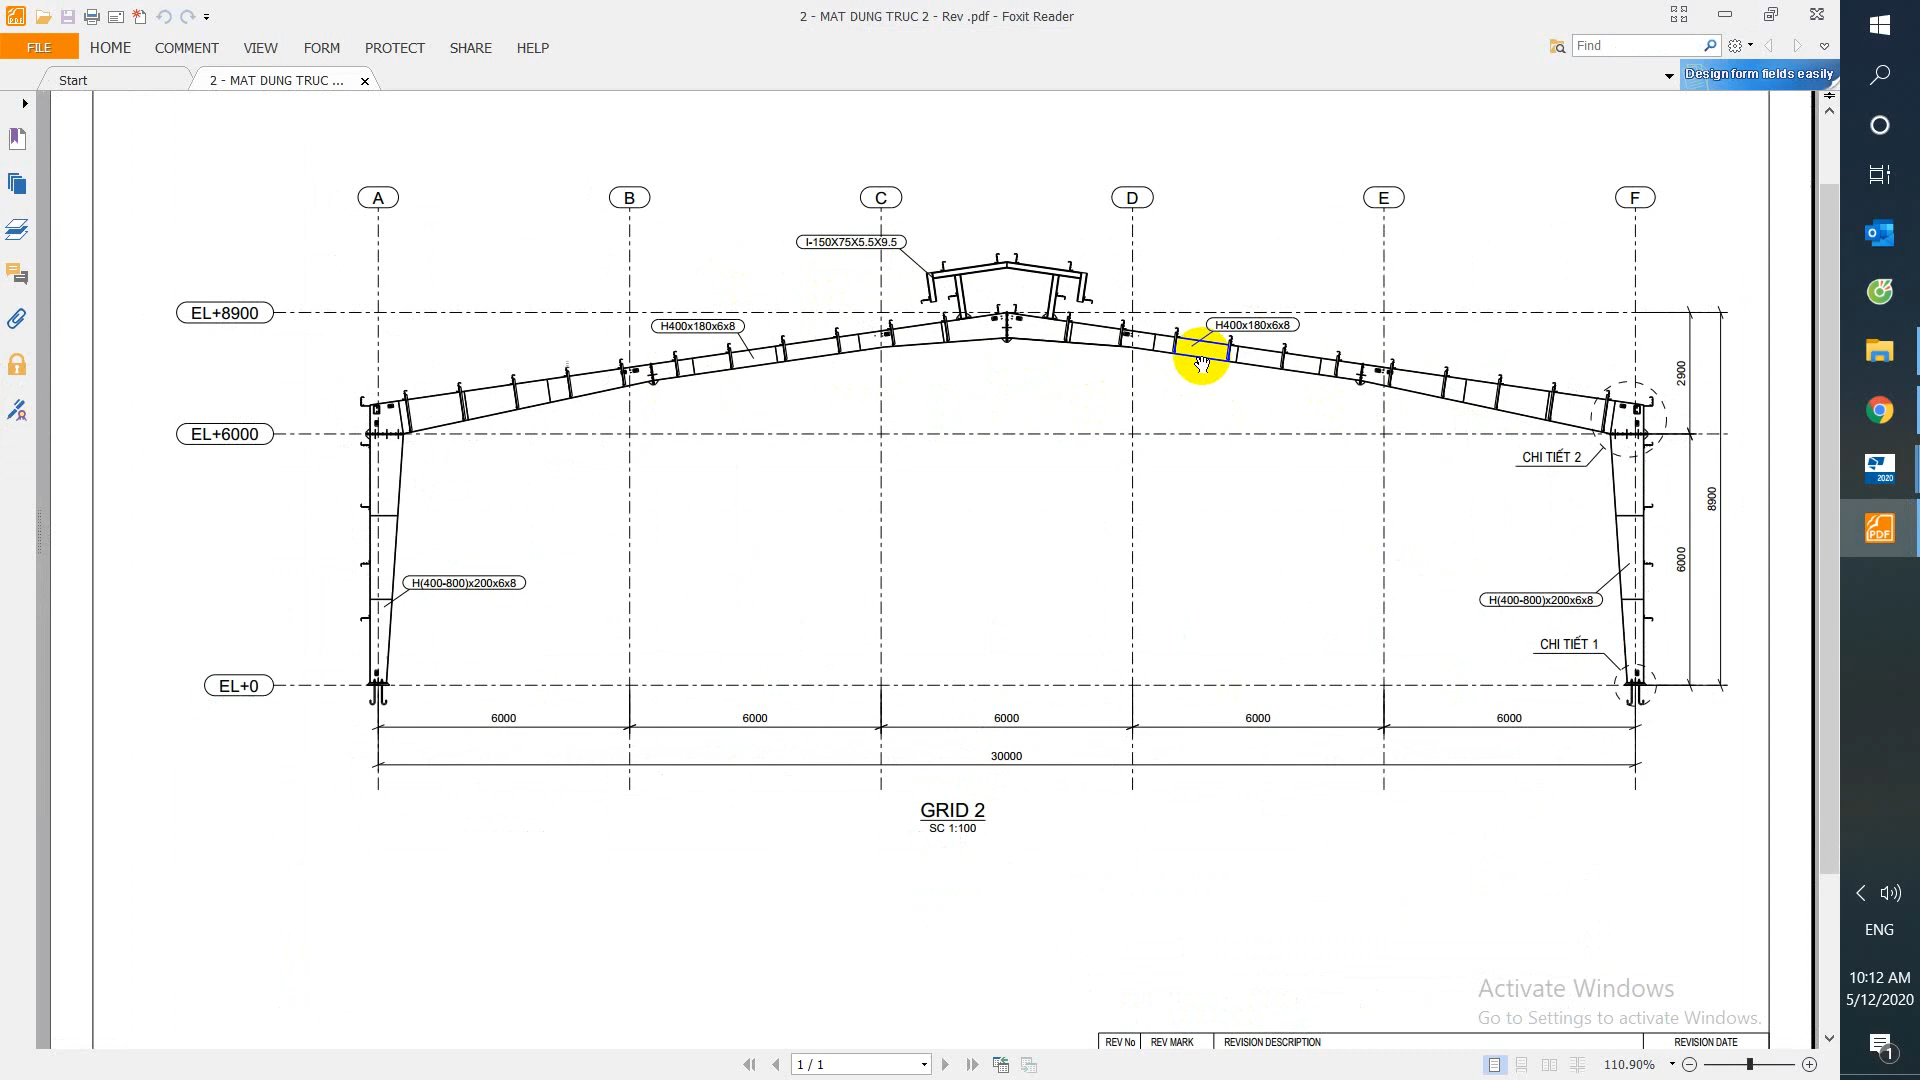 2 - MAT DUNG TRUC 2 - Rev .pdf - Foxit Reader
FILE
HOME
COMMENT
VIEW
FORM
PROTECT
SHARE
HELP
Find
Start
2 - MAT DUNG TRUC ...
Design form fields easily
A
B
C
D
E
F
I-150X75X5.5X9.5
EL+8900
H400x180x6x8
H400x180x6x8
2900
EL+6000
CHI TIẾT 2
8900
6000
H(400-800)x200x6x8
H(400-800)x200x6x8
CHI TIẾT 1
EL+0
6000
6000
6000
6000
6000
30000
GRID 2
SC 1:100
Activate Windows
Go to Settings to activate Windows.
REV No
REV MARK
REVISION DESCRIPTION
REVISION DATE
1 / 1
110.90%
2020
PDF
ENG
10:12 AM
5/12/2020
1